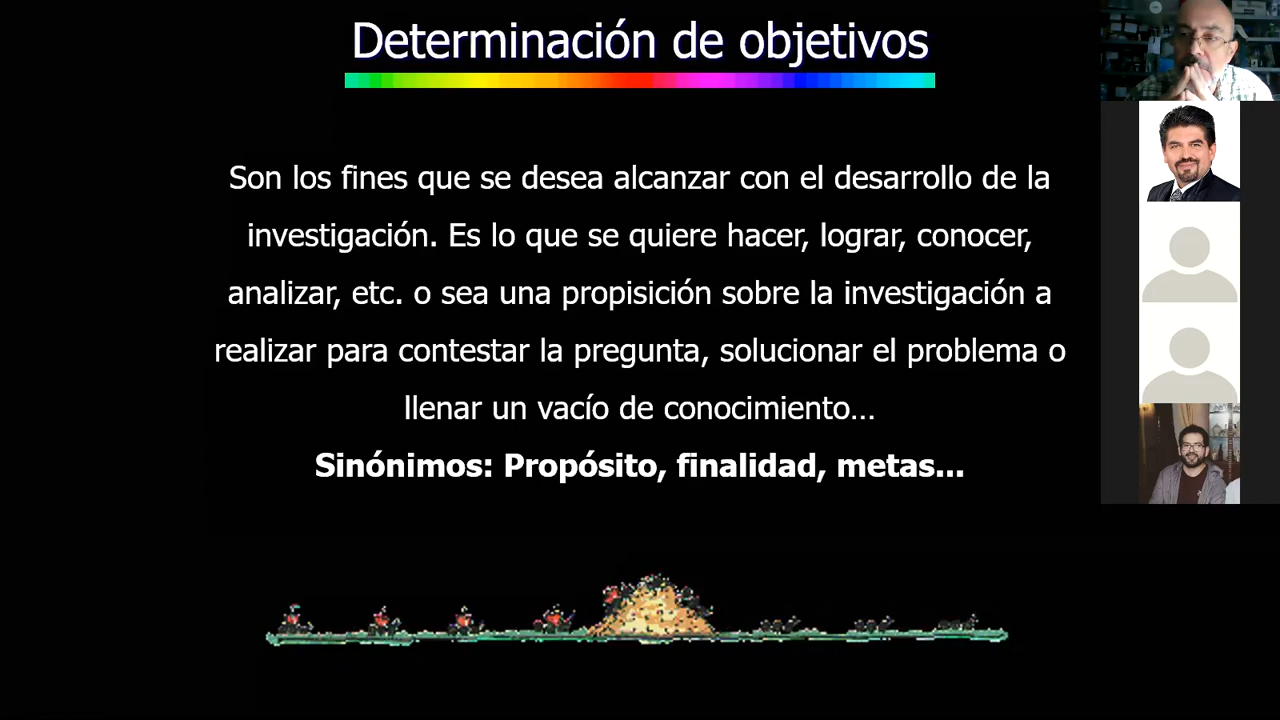 Determinación de objetivos
Son los fines que se desea alcanzar con el desarrollo de la
investigación. Es lo que se quiere hacer, lograr, conocer,
analizar, etc. o sea una propisición sobre la investigación a
realizar para contestar la pregunta, solucionar el problema o
llenar un vacío de conocimiento...
Sinónimos: Propósito, finalidad, metas...